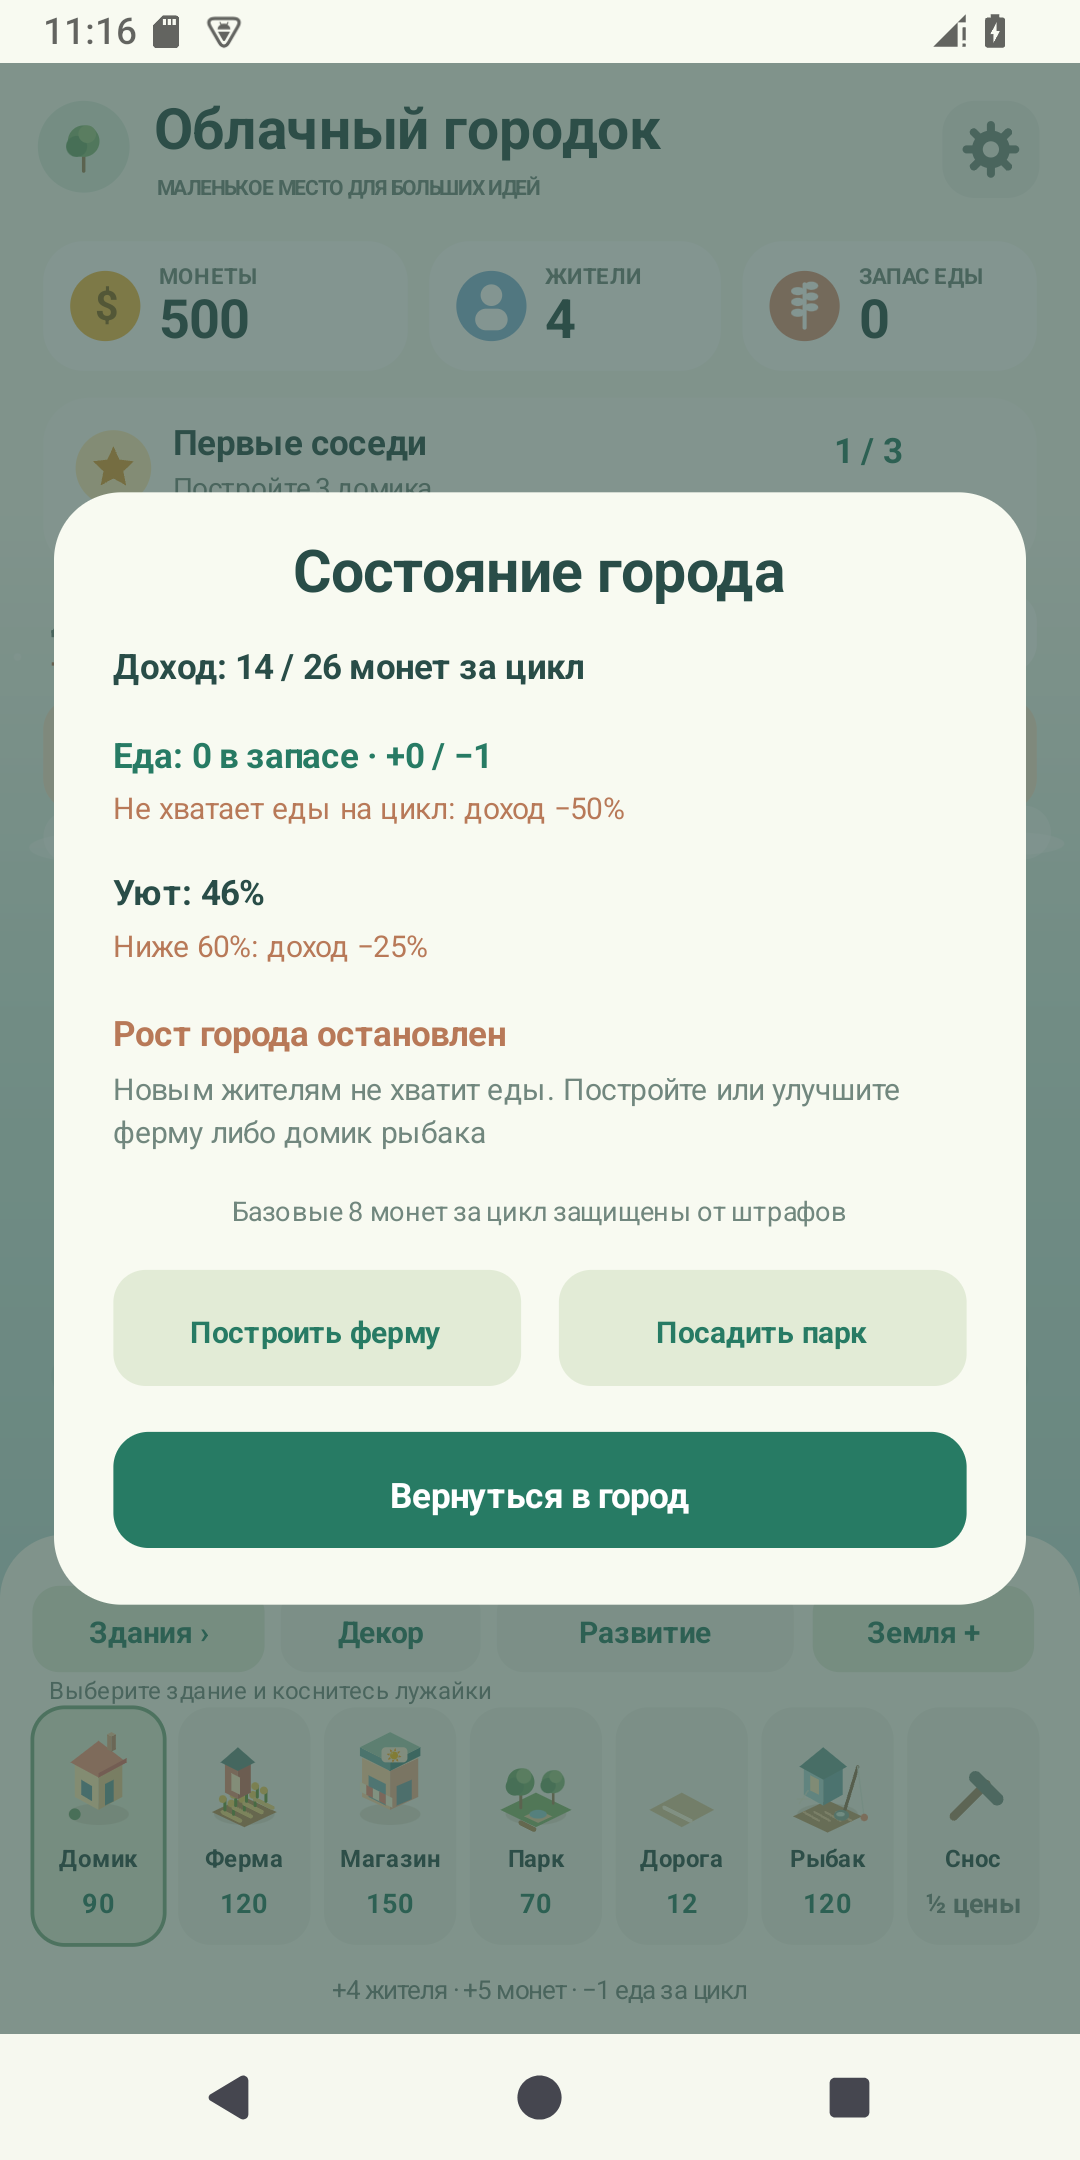 11:16
Облачный городок
МАЛЕНЬКОЕ МЕСТО ДЛЯ БОЛЬШИХ ИДЕЙ
МОНЕТЫ
500
ЖИТЕЛИ
4
ЗАПАС ЕДЫ
0
Первые соседи
1 / 3
Постройте 3 домика
Состояние города
Доход: 14 / 26 монет за цикл
Еда: 0 в запасе · +0 / −1
Не хватает еды на цикл: доход −50%
Уют: 46%
Ниже 60%: доход −25%
Рост города остановлен
Новым жителям не хватит еды. Постройте или улучшите
ферму либо домик рыбака
Базовые 8 монет за цикл защищены от штрафов
Построить ферму
Посадить парк
Вернуться в город
Здания ›
Декор
Развитие
Земля +
Выберите здание и коснитесь лужайки
Домик
Ферма
Магазин
Парк
Дорога
Рыбак
Снос
90
120
150
70
12
120
½ цены
+4 жителя · +5 монет · −1 еда за цикл